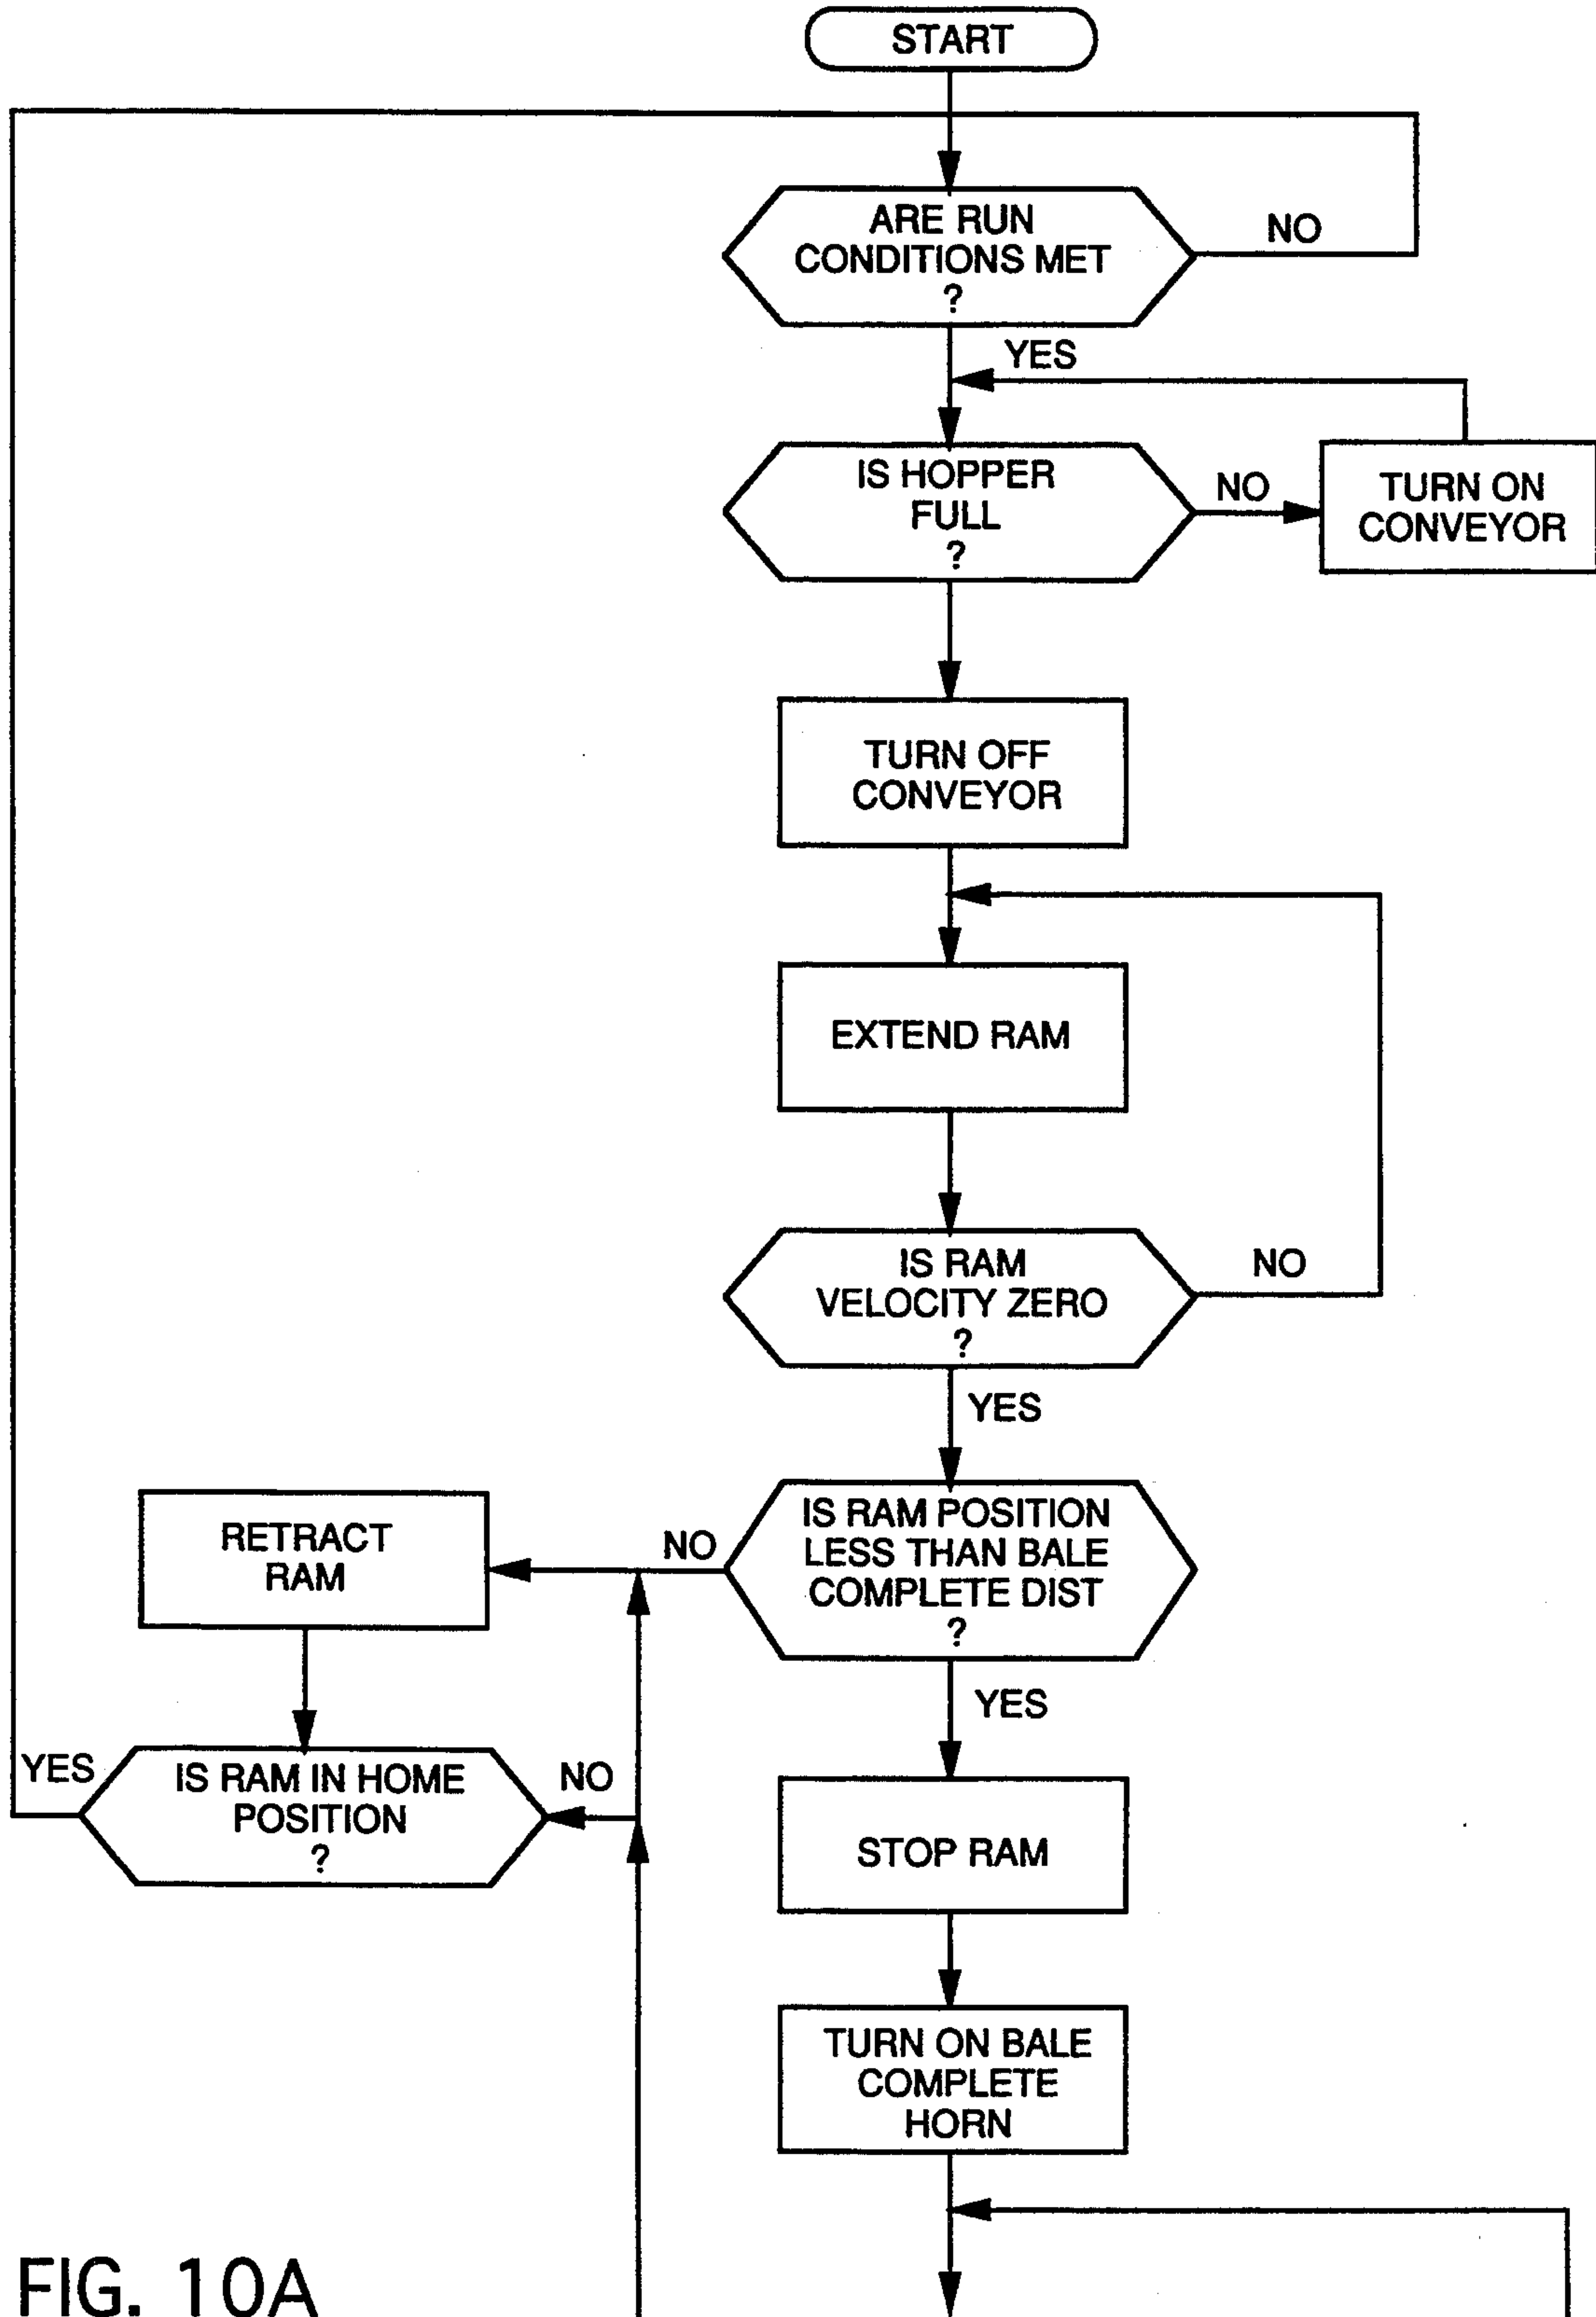 START
ARE RUN
CONDITIONS MET
?
NO
YES
IS HOPPER
FULL
?
NO
TURN ON
CONVEYOR
TURN OFF
CONVEYOR
EXTEND RAM
IS RAM
VELOCITY ZERO
?
NO
YES
IS RAM POSITION
LESS THAN BALE
COMPLETE DIST
?
NO
RETRACT
RAM
YES
IS RAM IN HOME
POSITION
?
YES
NO
STOP RAM
TURN ON BALE
COMPLETE
HORN
FIG. 10A